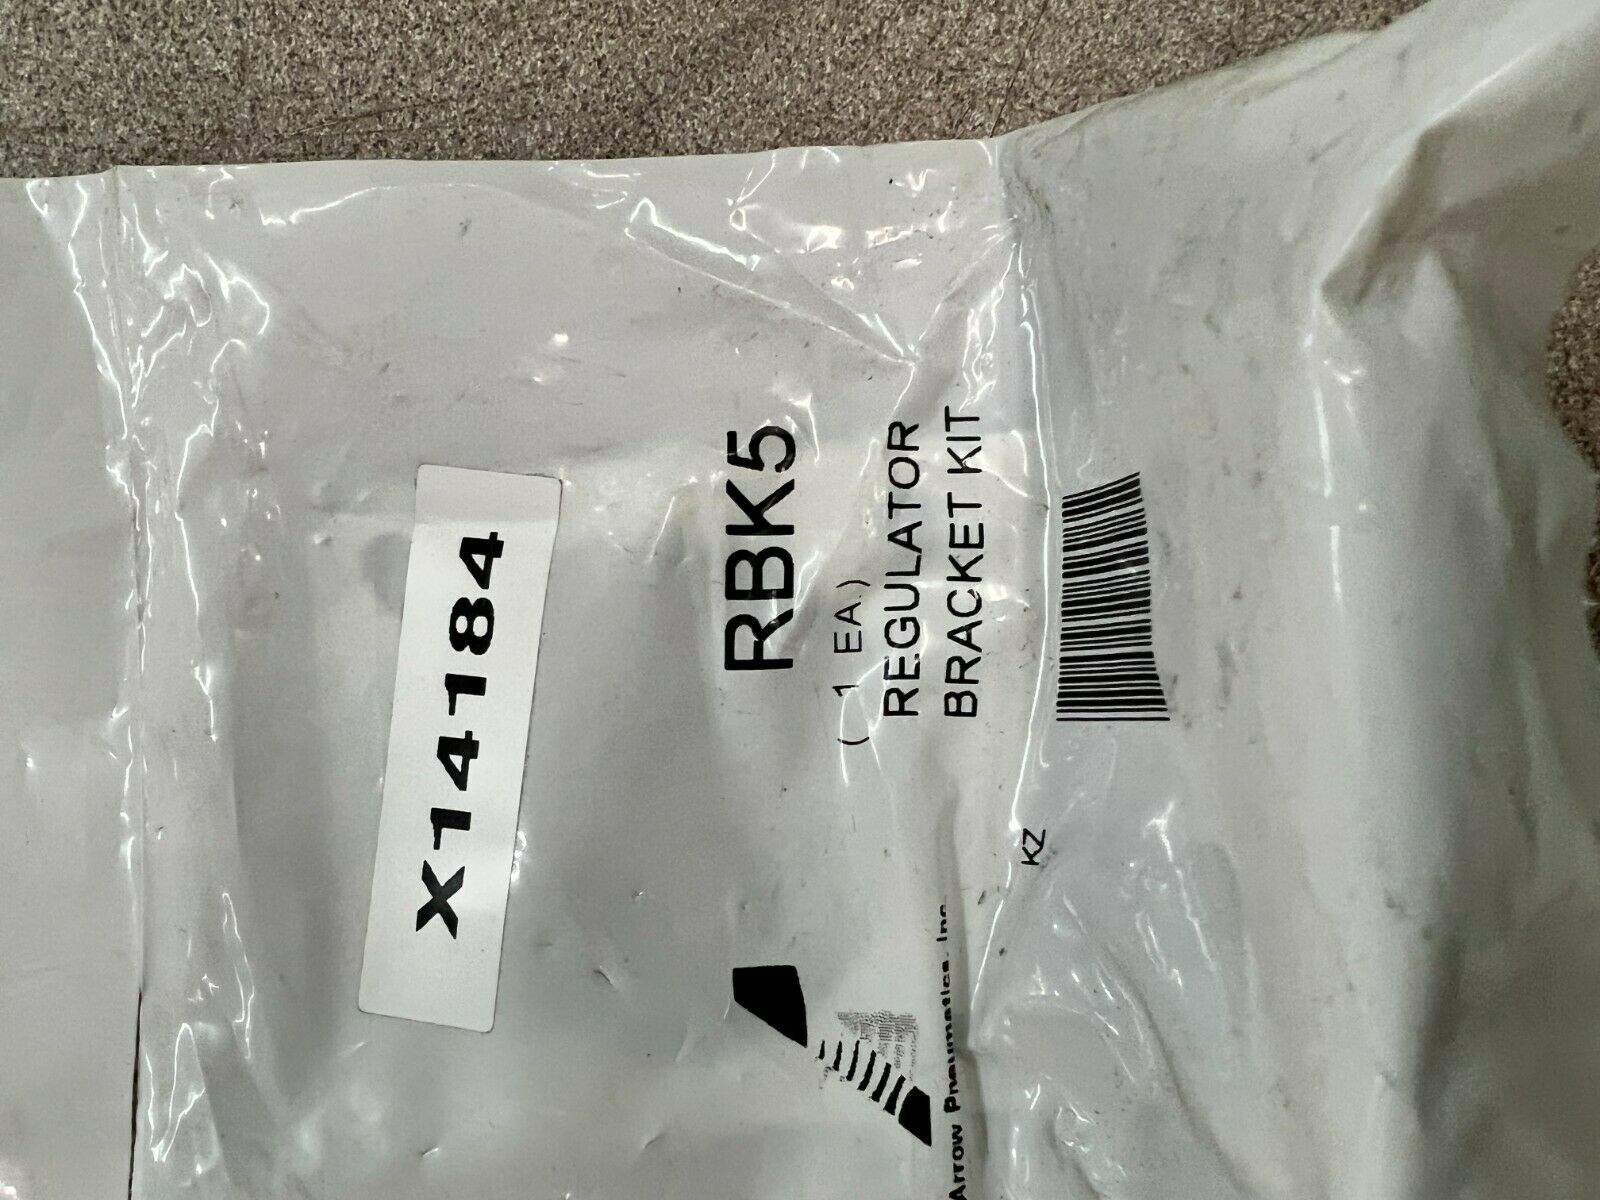 X14184
RBK5
( 1 EA.)
REGULATOR
BRACKET KIT
KZ
Arrow Pneumatics, Inc.